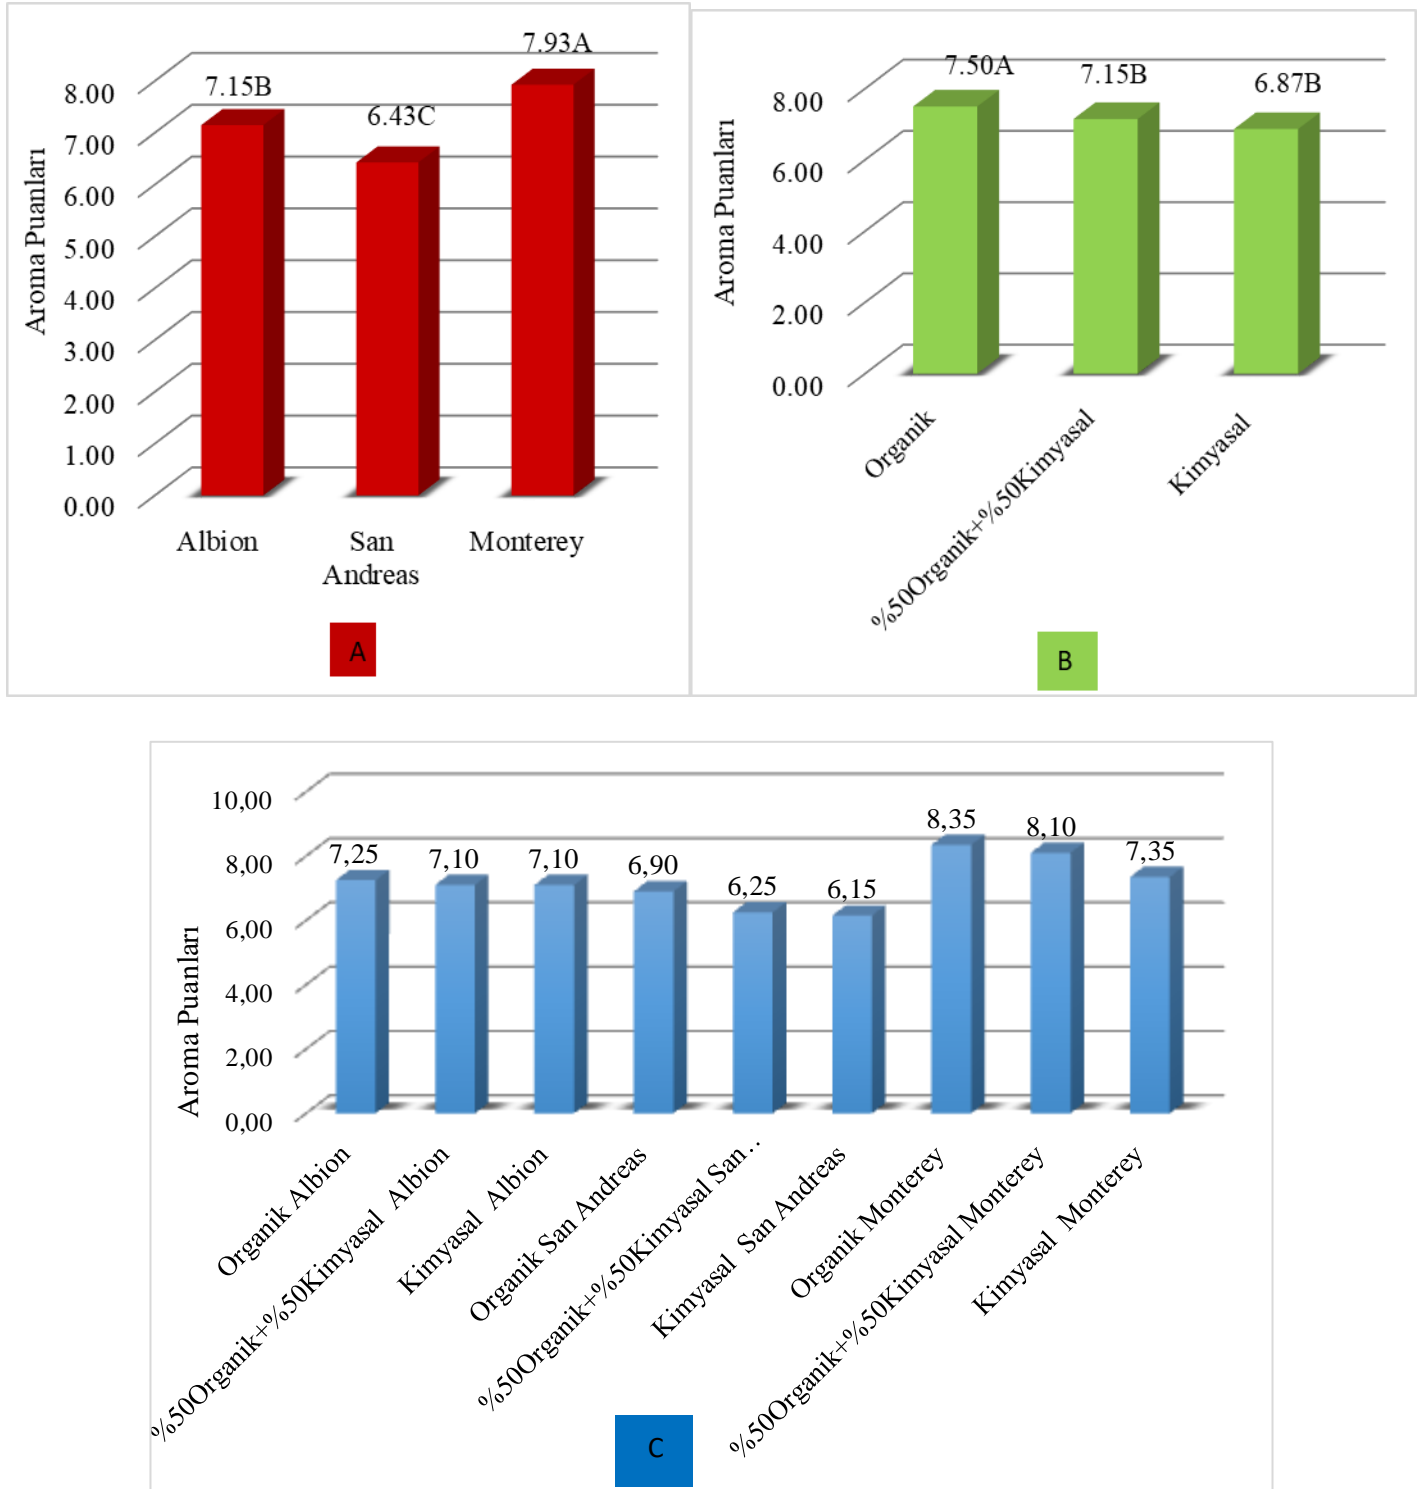 Aroma Puanları
8.00
7.00
6.00
5.00
4.00
3.00
2.00
1.00
0.00
7.15B
6.43C
7.93A
Albion
San
Andreas
Monterey
A
Aroma Puanları
8.00
6.00
4.00
2.00
0.00
7.50A
7.15B
6.87B
Organik
%50Organik+%50Kimyasal
Kimyasal
B
Aroma Puanları
10,00
8,00
6,00
4,00
2,00
0,00
7,25
7,10
7,10
6,90
6,25
6,15
8,35
8,10
7,35
Organik Albion
%50Organik+%50Kimyasal Albion
Kimyasal Albion
Organik San Andreas
%50Organik+%50Kimyasal San..
Kimyasal San Andreas
Organik Monterey
%50Organik+%50Kimyasal Monterey
Kimyasal Monterey
C